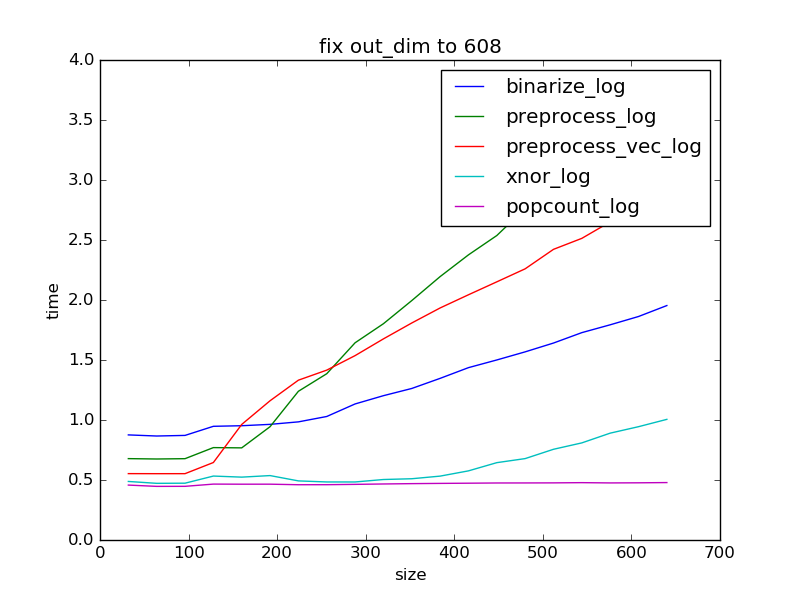 fix out_dim to 608
4.0
3.5
3.0
2.5
2.0
1.5
1.0
0.5
0.0
time
binarize_log
preprocess_log
preprocess_vec_log
xnor_log
popcount_log
0 100 200 300 400 500 600 700
size